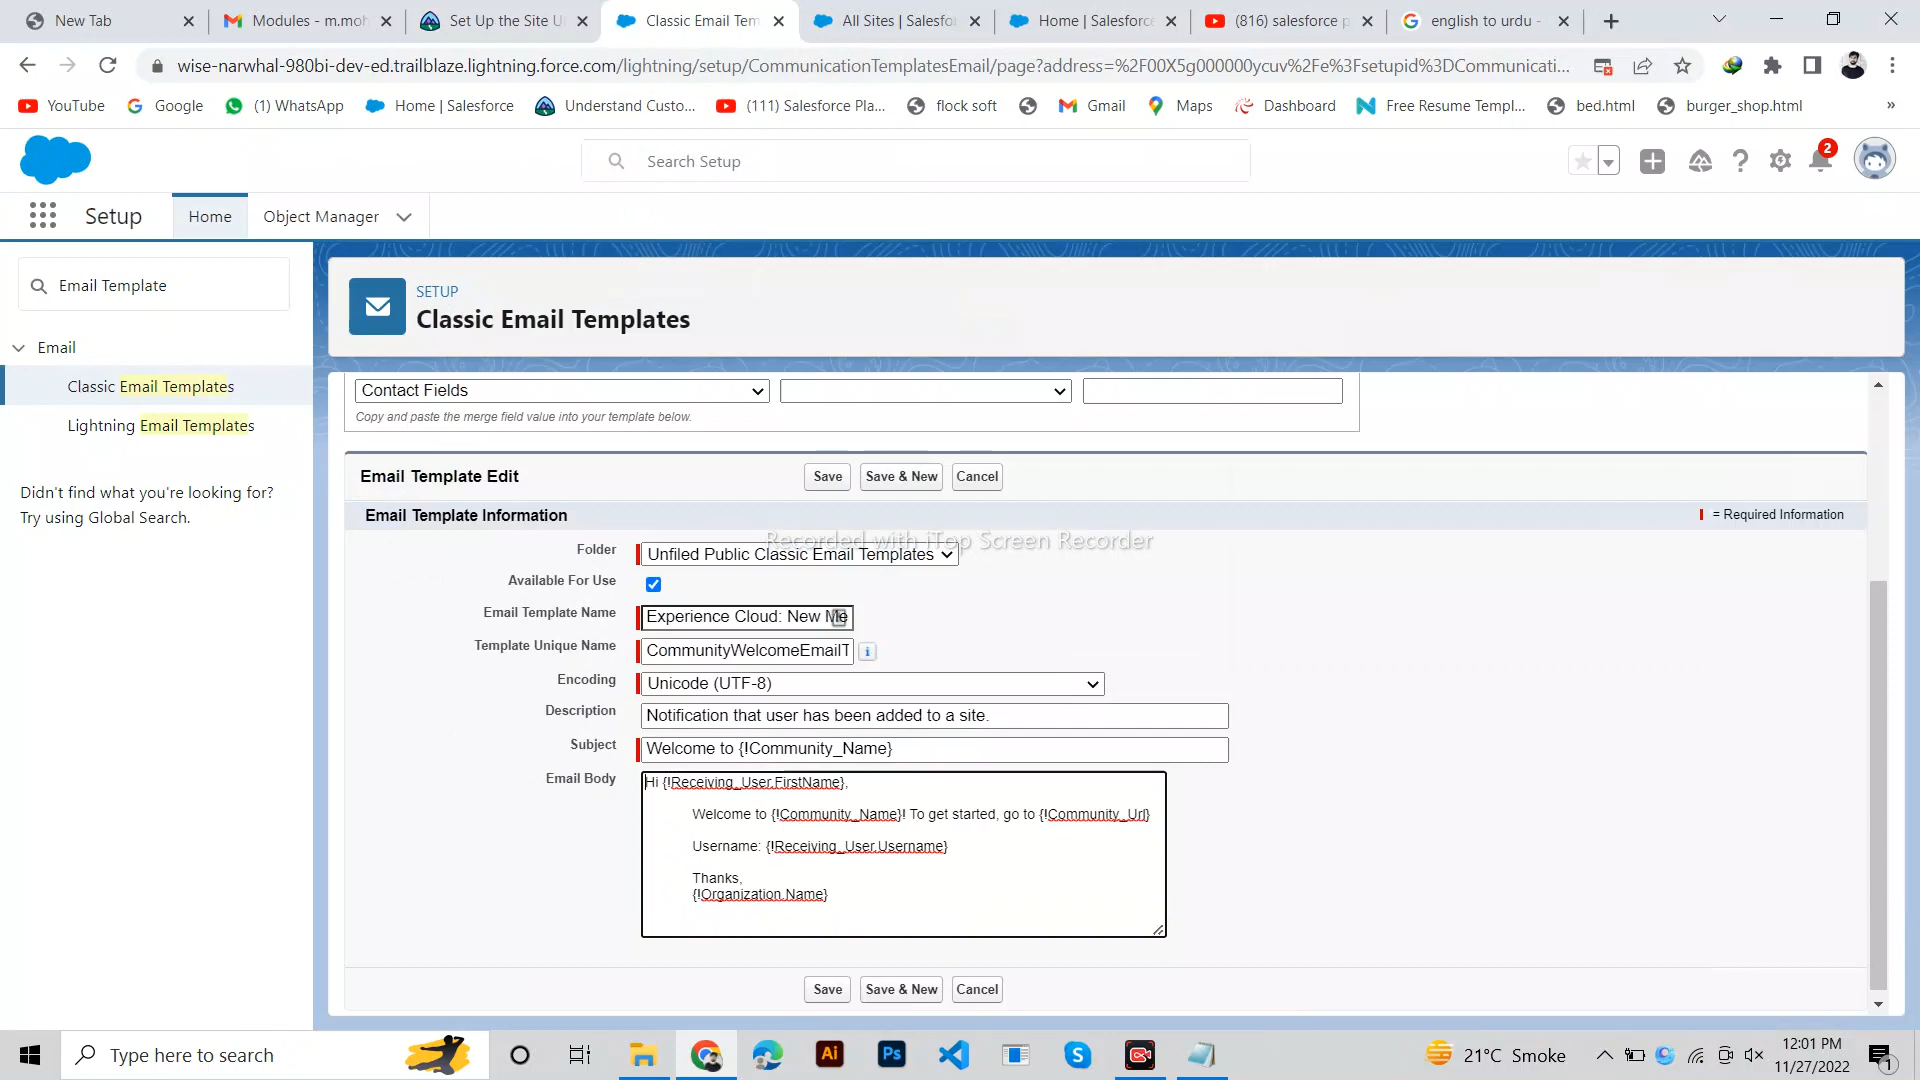 New Tab
Modules - m.moh
Set Up the Site U
Classic Email Tem
All Sites | Salesfor
Home | Salesforce
(816) salesforce p
english to urdu -
wise-narwhal-980bi-dev-ed.trailblaze.lightning.force.com/lightning/setup/CommunicationTemplatesEmail/page?address=%2F00X5g000000ycuv%2Fe%3Fsetupid%3DCommunicati...
YouTube
Google
(1) WhatsApp
Home | Salesforce
Understand Custo...
(111) Salesforce Pla...
flock soft
Gmail
Maps
Dashboard
Free Resume Templ...
bed.html
burger_shop.html
»
Search Setup
2
Setup
Home
Object Manager
Email Template
Email
Classic Email Templates
Lightning Email Templates
Didn't find what you're looking for?
Try using Global Search.
SETUP
Classic Email Templates
Contact Fields
Copy and paste the merge field value into your template below.
Email Template Edit
Save
Save & New
Cancel
Email Template Information
= Required Information
Recorded with iTop Screen Recorder
Folder
Unfiled Public Classic Email Templates
Available For Use
Email Template Name
Experience Cloud: New Me
Template Unique Name
CommunityWelcomeEmailT
i
Encoding
Unicode (UTF-8)
Description
Notification that user has been added to a site.
Subject
Welcome to {!Community_Name}
Email Body
Hi {!Receiving_User.FirstName},
Welcome to {!Community_Name}! To get started, go to {!Community_Url}
Username: {!Receiving_User.Username}
Thanks,
{!Organization.Name}
Save
Save & New
Cancel
Type here to search
Ai
Ps
21°C Smoke
12:01 PM
11/27/2022
1